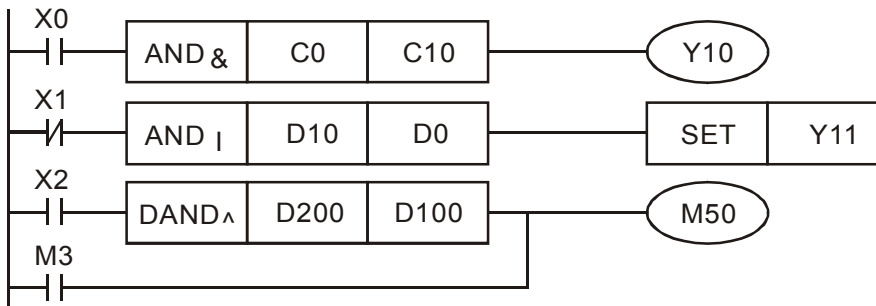 X0
AND & C0 C10 Y10
X1
AND | D10 D0 SET Y11
X2
DAND^ D200 D100 M50
M3